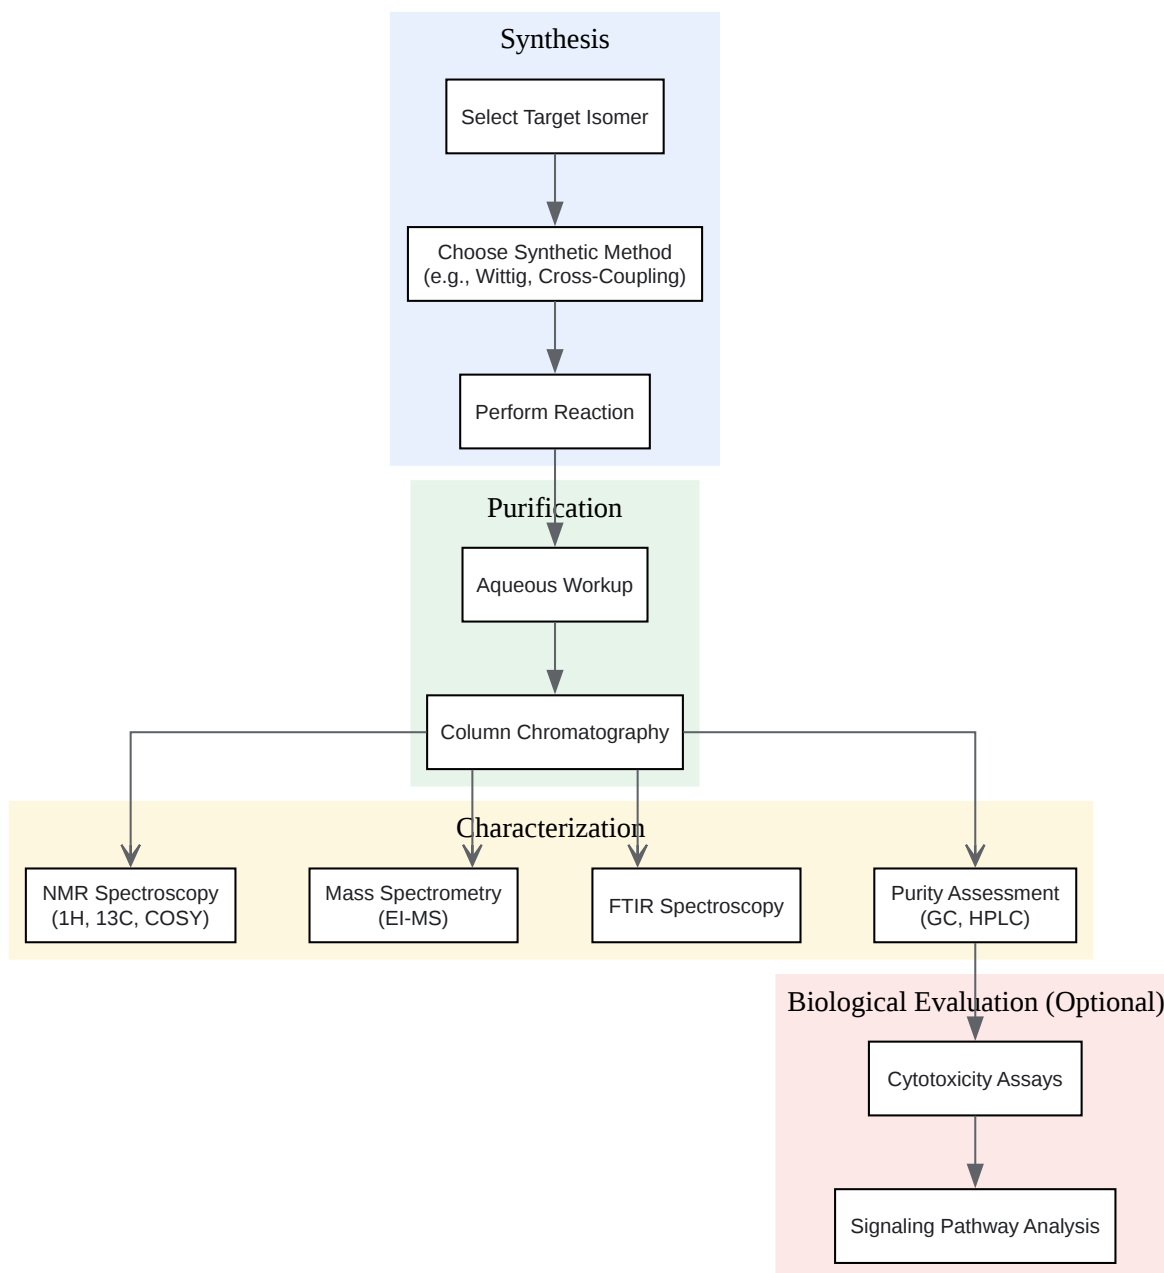 Synthesis
Select Target Isomer
Choose Synthetic Method
(e.g., Wittig, Cross-Coupling)
Perform Reaction
Purification
Aqueous Workup
Column Chromatography
Characterization
NMR Spectroscopy
(1H, 13C, COSY)
Mass Spectrometry
(EI-MS)
FTIR Spectroscopy
Purity Assessment
(GC, HPLC)
Biological Evaluation (Optional)
Cytotoxicity Assays
Signaling Pathway Analysis